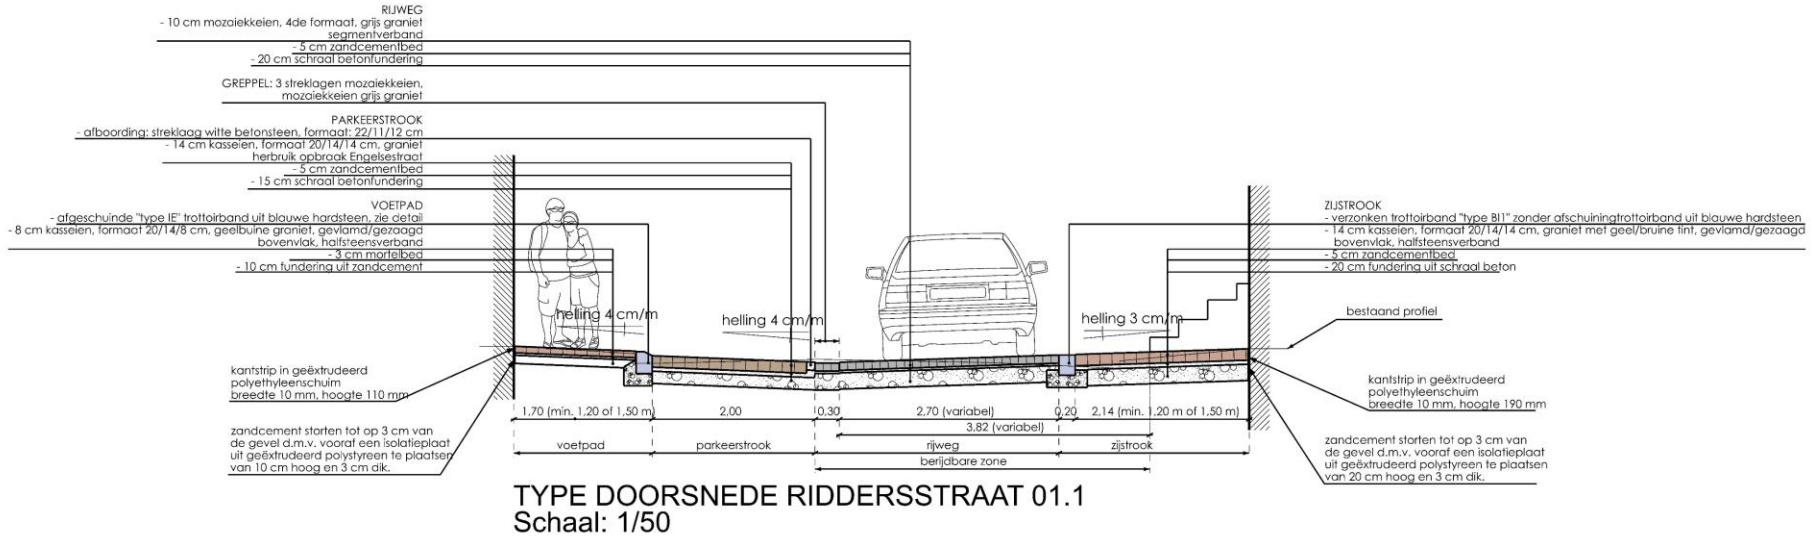 RIJWEG
- 10 cm mozaiekkeien, 4de formaat, grijs graniet
segmentverband
- 5 cm zandcementbed
- 20 cm schraal betonfundering
GREPPEL: 3 streklagen mozaiekkeien,
mozaiekkeien grijs graniet
PARKEERSTROOK
- afboording: streklaag witte betonsteen, formaat: 22/11/12 cm
- 14 cm kasseien, formaat 20/14/14 cm, graniet
herbruik opbraak Engelsestraat
- 5 cm zandcementbed
- 15 cm schraal betonfundering
VOETPAD
- afgeschuinde "type IE" trottoirband uit blauwe hardsteen, zie detail
- 8 cm kasseien, formaat 20/14/8 cm, geelbuine graniet, gevlamd/gezaagd
bovenvlak, halfsteensverband
- 3 cm mortelbed
- 10 cm fundering uit zandcement
ZIJSTROOK
- verzonken trottoirband "type BI1" zonder afschuiningtrottoirband uit blauwe hardsteen
- 14 cm kasseien, formaat 20/14/14 cm, graniet met geel/bruine tint, gevlamd/gezaagd
bovenvlak, halfsteensverband
- 5 cm zandcementbed
- 20 cm fundering uit schraal beton
helling 4 cm/m
helling 4 cm/m
helling 3 cm/m
bestaand profiel
kantstrip in geëxtrudeerd
polyethyleenschuim
breedte 10 mm, hoogte 110 mm
kantstrip in geëxtrudeerd
polyethyleenschuim
breedte 10 mm, hoogte 190 mm
1,70 (min. 1,20 of 1,50 m)
2,00
0,30
2,70 (variabel)
0,20
2,14 (min. 1,20 m of 1,50 m)
3,82 (variabel)
zandcement storten tot op 3 cm van
de gevel d.m.v. vooraf een isolatieplaat
uit geëxtrudeerd polystyreen te plaatsen
van 10 cm hoog en 3 cm dik.
voetpad
parkeerstrook
rijweg
zijstrook
berijdbare zone
zandcement storten tot op 3 cm van
de gevel d.m.v. vooraf een isolatieplaat
uit geëxtrudeerd polystyreen te plaatsen
van 20 cm hoog en 3 cm dik.
TYPE DOORSNEDE RIDDERSSTRAAT 01.1
Schaal: 1/50